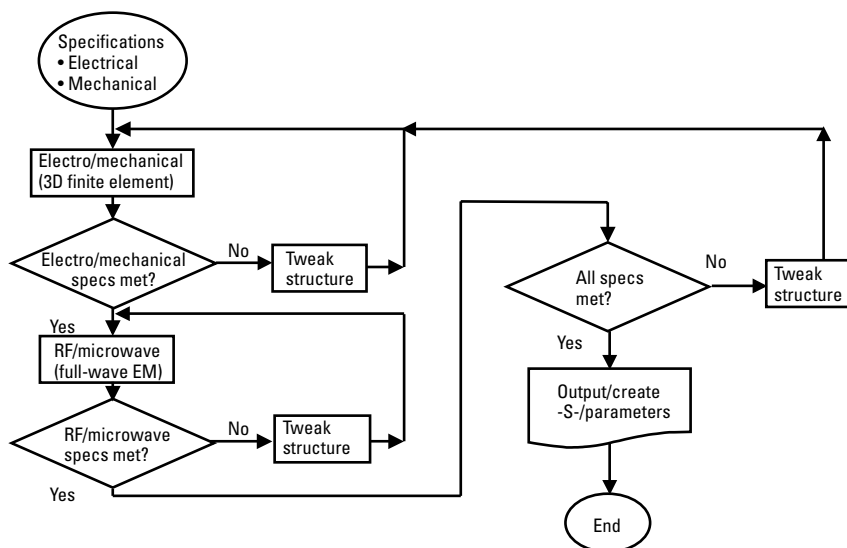 Specifications
• Electrical
• Mechanical
Electro/mechanical
(3D finite element)
Electro/mechanical
specs met?
No
Tweak
structure
Yes
RF/microwave
(full-wave EM)
RF/microwave
specs met?
No
Tweak
structure
Yes
All specs
met?
No
Tweak
structure
Yes
Output/create
-S-/parameters
End